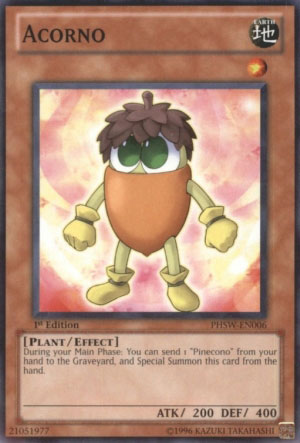 ACORNO
EARTH
地
1st Edition
PHSW-EN006
[PLANT/EFFECT]
During your Main Phase: You can send 1 "Pinecono" from your
hand to the Graveyard, and Special Summon this card from the
hand.
ATK/ 200 DEF/ 400
21051977
©1996 KAZUKI TAKAHASHI